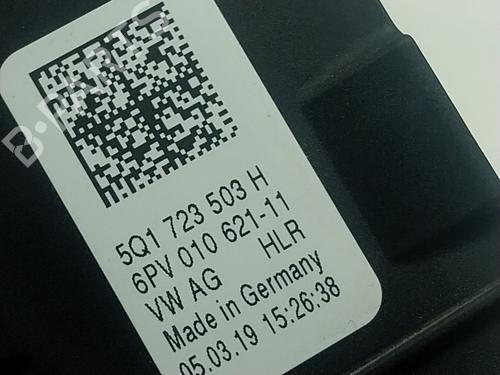 B-PARTS
5Q1 723 503 H
6PV 010 621-11
VW AG HLR
Made in Germany
05.03.19 15:26:38